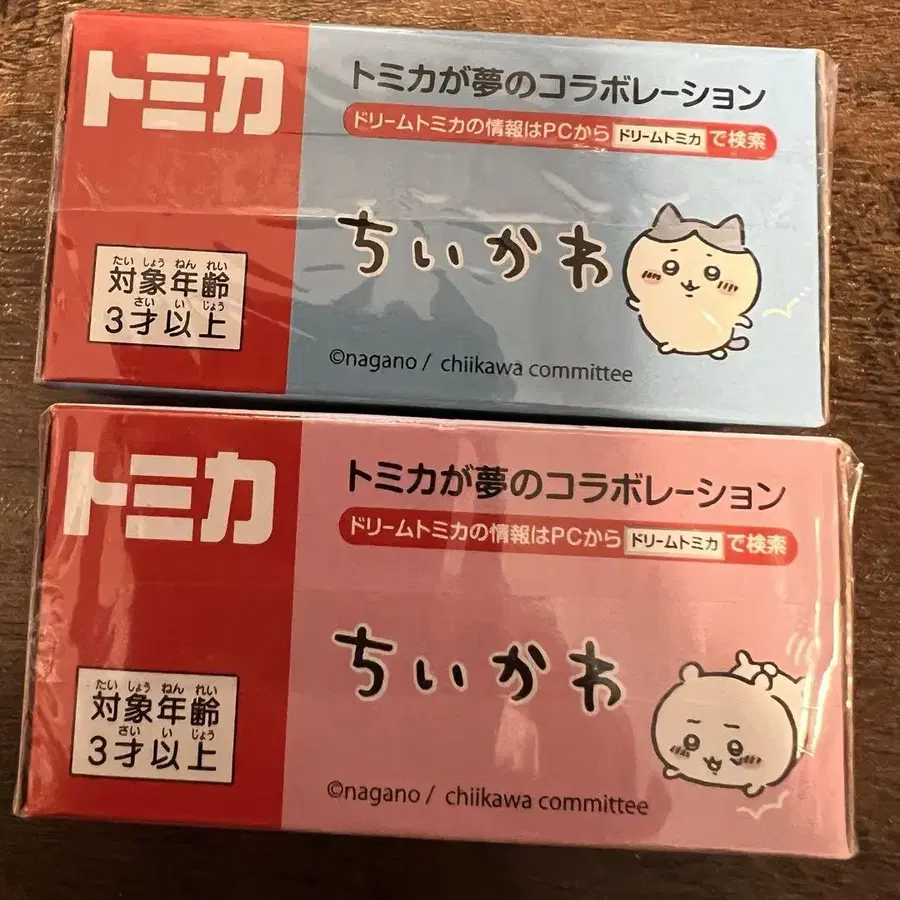 トミカ
トミカが夢のコラボレーション
ドリームトミカの情報はPCから ドリームトミカ で検索
ちいかわ
たい しょう ねん れい
対象年齢
さい い じょう
3才以上
©nagano / chiikawa committee
トミカ
トミカが夢のコラボレーション
ドリームトミカの情報はPCから ドリームトミカ で検索
ちいかわ
たい しょう ねん れい
対象年齢
さい い じょう
3才以上
©nagano / chiikawa committee